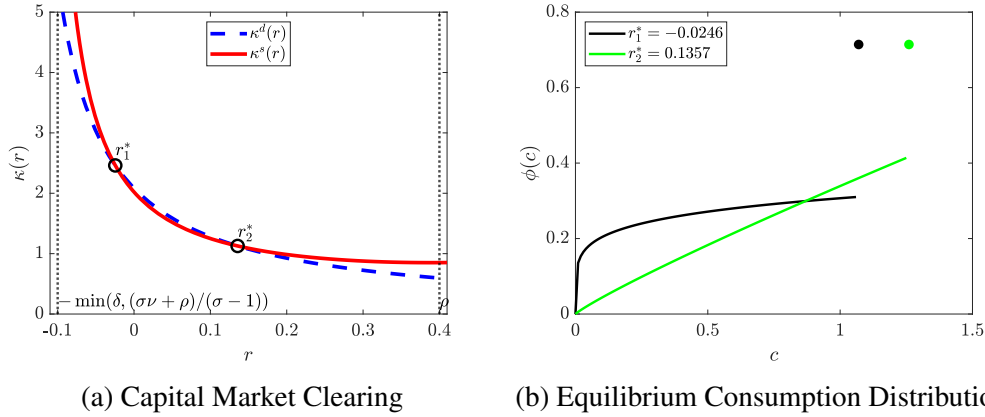 5
4
3
2
1
0
κ(r)
κ^d(r)
κ^s(r)
r_1^*
r_2^*
− min(δ, (σν + ρ)/(σ − 1))
ρ
-0.1 0 0.1 0.2 0.3 0.4
r
(a) Capital Market Clearing
0.8
0.6
0.4
0.2
0
ϕ(c)
r_1^* = −0.0246
r_2^* = 0.1357
0 0.5 1 1.5
c
(b) Equilibrium Consumption Distributi